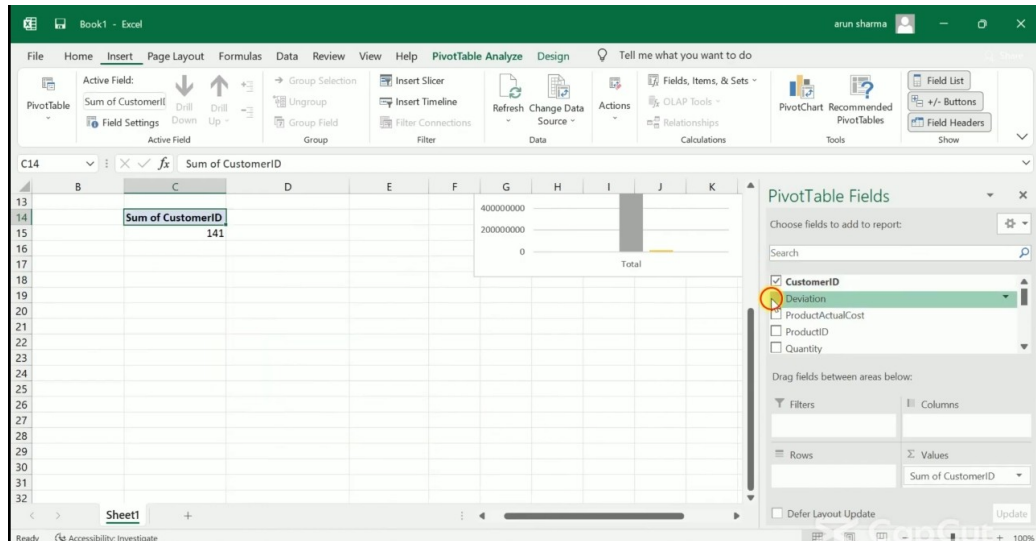 Book1 - Excel
arun sharma
File Home Insert Page Layout Formulas Data Review View Help PivotTable Analyze Design Tell me what you want to do
PivotTable
Active Field:
Sum of CustomerII
Field Settings
Drill Down
Drill Up
Active Field
Group Selection
Ungroup
Group Field
Group
Insert Slicer
Insert Timeline
Filter Connections
Filter
Refresh
Change Data Source
Data
Actions
Fields, Items, & Sets
OLAP Tools
Relationships
Calculations
PivotChart
Recommended PivotTables
Tools
Field List
+/- Buttons
Field Headers
Show
C14
fx Sum of CustomerID
B C D E F G H I J K
13
14 Sum of CustomerID
15 141
16
17
18
19
20
21
22
23
24
25
26
27
28
29
30
31
32
400000000
200000000
0
Total
PivotTable Fields
Choose fields to add to report:
Search
CustomerID
Deviation
ProductActualCost
ProductID
Quantity
Drag fields between areas below:
Filters
Columns
Rows
Σ Values
Sum of CustomerID
Defer Layout Update
Update
Sheet1
Ready
Accessibility: Investigate
CapCut
100%